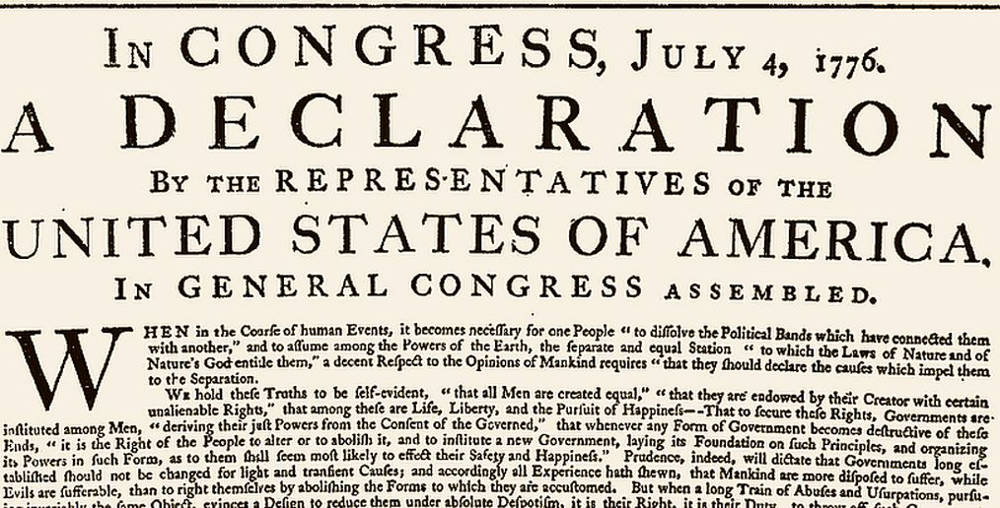 IN CONGRESS, JULY 4, 1776.
A DECLARATION
BY THE REPRESENTATIVES OF THE
UNITED STATES OF AMERICA,
IN GENERAL CONGRESS ASSEMBLED.
WHEN in the Courſe of human Events, it becomes neceſſary for one People “ to diſſolve the Political Bands which have connected them
with another,” and to aſſume among the Powers of the Earth, the ſeparate and equal Station “ to which the Laws of Nature and of
Nature's God entitle them,” a decent Reſpect to the Opinions of Mankind requires “ that they ſhould declare the cauſes which impel them
to the Separation.
WE hold theſe Truths to be ſelf-evident, “ that all Men are created equal,” “ that they are endowed by their Creator with certain
unalienable Rights,” that among theſe are Life, Liberty, and the Purſuit of Happineſs—-That to ſecure theſe Rights, Governments are
inſtituted among Men, “ deriving their juſt Powers from the Conſent of the Governed,” that whenever any Form of Government becomes deſtructive of theſe
Ends, “ it is the Right of the People to alter or to aboliſh it, and to inſtitute a new Government, laying its Foundation on ſuch Principles, and organizing
its Powers in ſuch Form, as to them ſhall ſeem moſt likely to effect their Safety and Happineſs.” Prudence, indeed, will dictate that Governments long eſ-
tabliſhed ſhould not be changed for light and tranſient Cauſes; and accordingly all Experience hath ſhewn, that Mankind are more diſpoſed to ſuffer, while
Evils are ſufferable, than to right themſelves by aboliſhing the Forms to which they are accuſtomed. But when a long Train of Abuſes and Uſurpations, purſu-
the ſame Object, evinces a Deſign to reduce them under abſolute Deſpotiſm, it is their Right, it is their Duty, to throw off ſuch